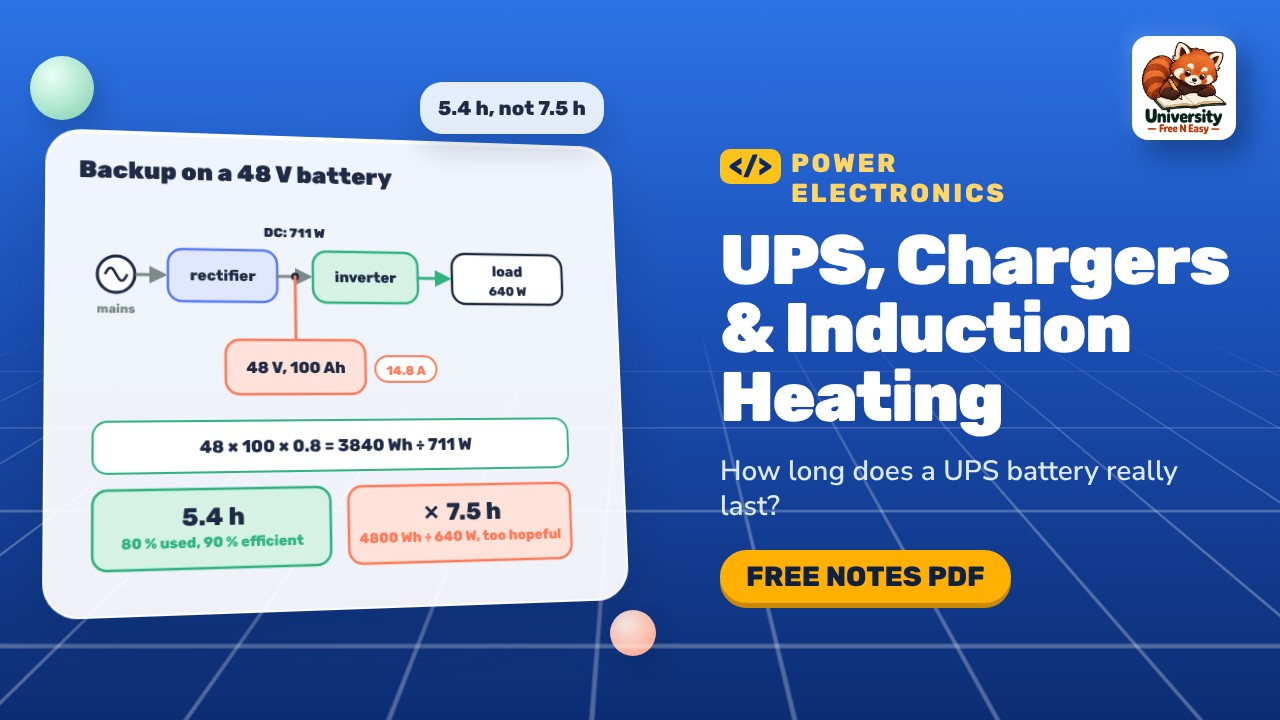 5.4 h, not 7.5 h
Backup on a 48 V battery
DC: 711 W
rectifier
inverter
load
640 W
mains
48 V, 100 Ah
14.8 A
48 × 100 × 0.8 = 3840 Wh ÷ 711 W
5.4 h
80 % used, 90 % efficient
× 7.5 h
4800 Wh ÷ 640 W, too hopeful
University
Free N Easy
</> POWER
ELECTRONICS
UPS, Chargers
& Induction
Heating
How long does a UPS battery really
last?
FREE NOTES PDF